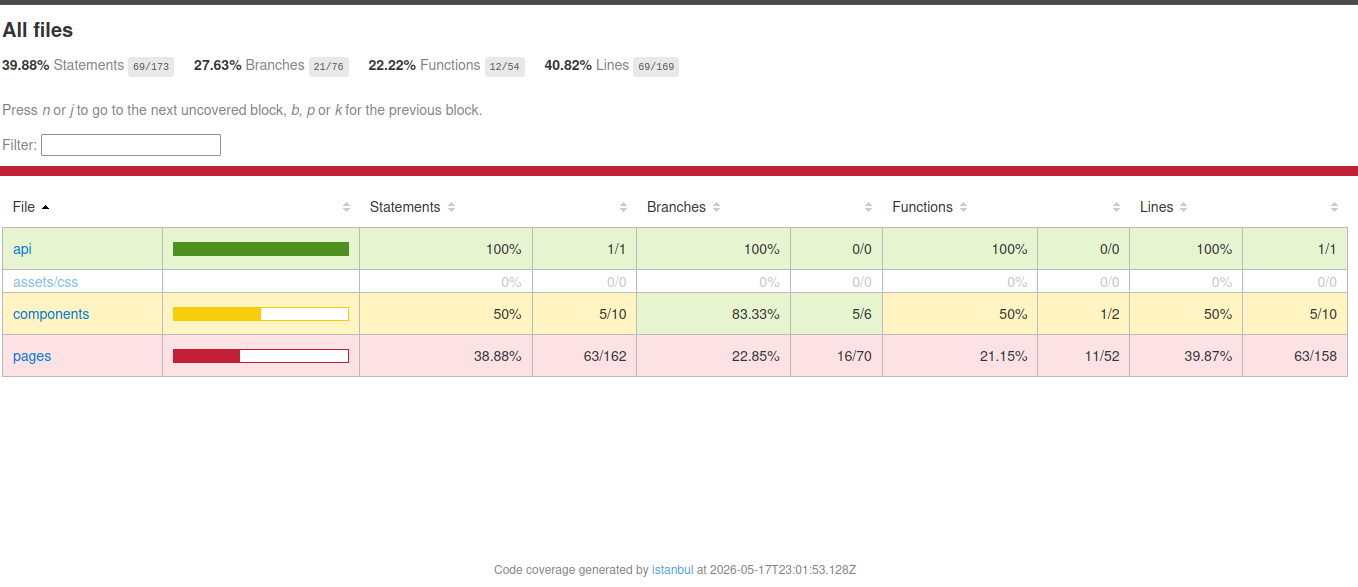 All files
39.88% Statements 69/173 27.63% Branches 21/76 22.22% Functions 12/54 40.82% Lines 69/169
Press n or j to go to the next uncovered block, b, p or k for the previous block.
Filter:
File Statements Branches Functions Lines
api 100% 1/1 100% 0/0 100% 0/0 100% 1/1
assets/css 0% 0/0 0% 0/0 0% 0/0 0% 0/0
components 50% 5/10 83.33% 5/6 50% 1/2 50% 5/10
pages 38.88% 63/162 22.85% 16/70 21.15% 11/52 39.87% 63/158
Code coverage generated by istanbul at 2026-05-17T23:01:53.128Z